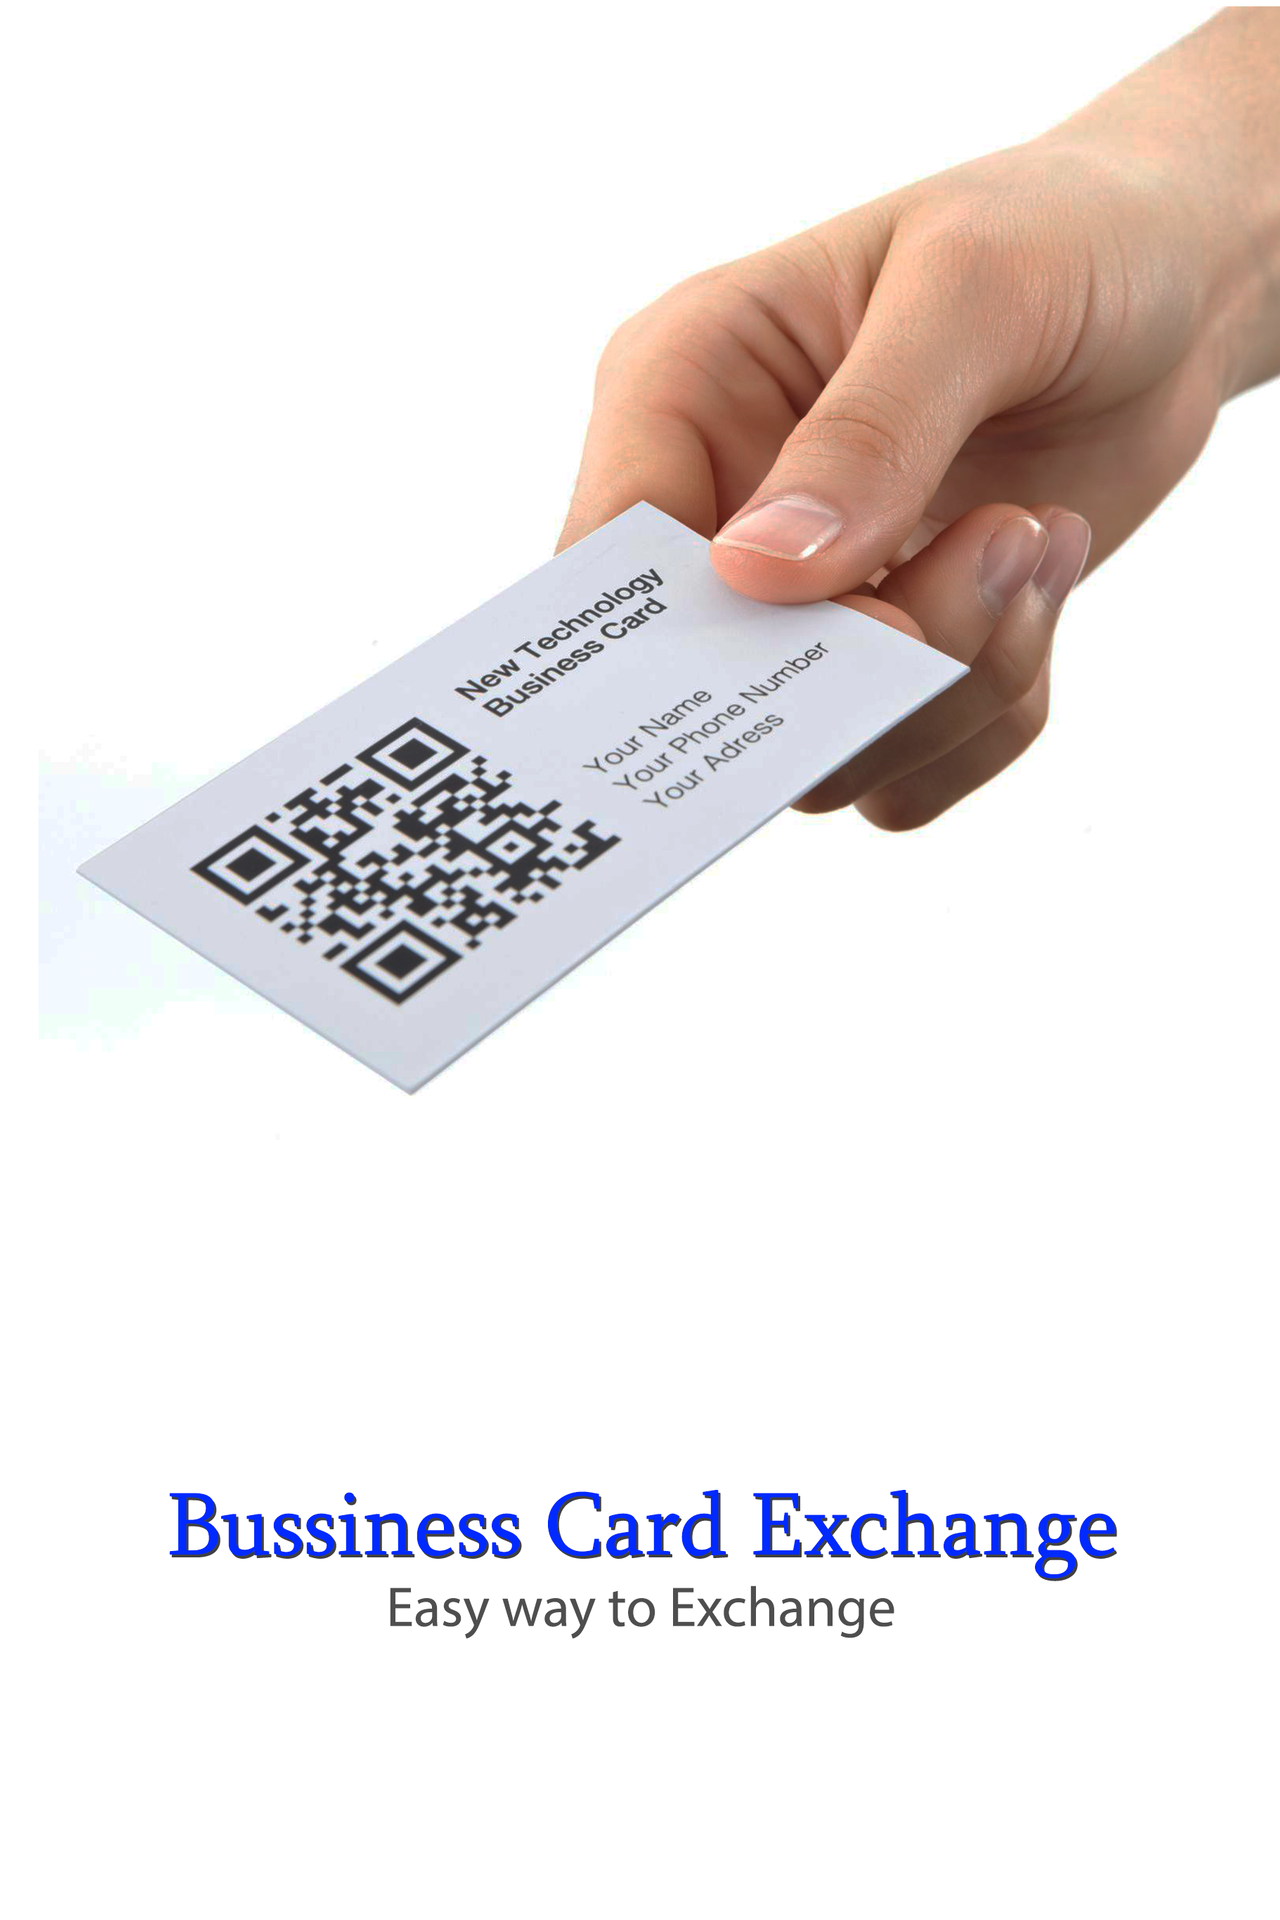 New Technology
Business Card
Your Name
Your Phone Number
Your Adress
Bussiness Card Exchange
Easy way to Exchange